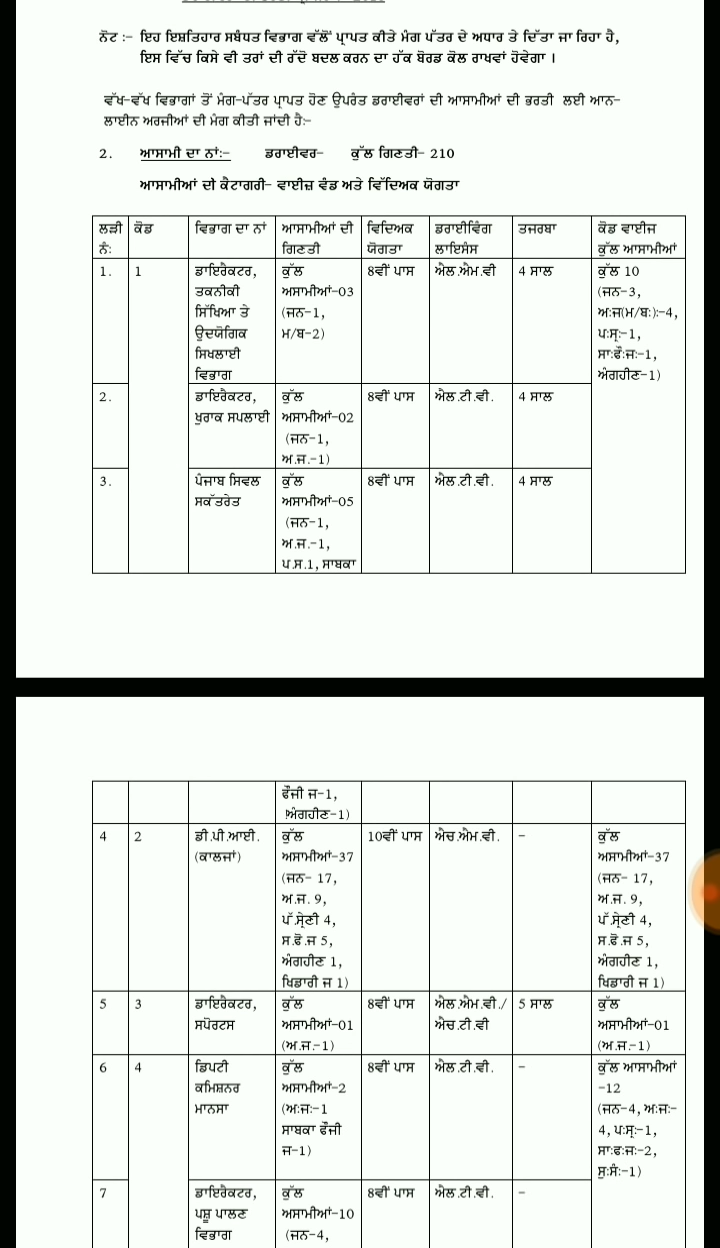 ਨੋਟ :- ਇਹ ਇਸ਼ਤਿਹਾਰ ਸਬੰਧਤ ਵਿਭਾਗ ਵੱਲੋਂ ਪ੍ਰਾਪਤ ਕੀਤੇ ਮੰਗ ਪੱਤਰ ਦੇ ਅਧਾਰ ਤੇ ਦਿੱਤਾ ਜਾ ਰਿਹਾ ਹੈ,
ਇਸ ਵਿੱਚ ਕਿਸੇ ਵੀ ਤਰਾਂ ਦੀ ਰੱਦੋ ਬਦਲ ਕਰਨ ਦਾ ਹੱਕ ਬੋਰਡ ਕੋਲ ਰਾਖਵਾਂ ਹੋਵੇਗਾ ।
ਵੱਖ-ਵੱਖ ਵਿਭਾਗਾਂ ਤੋਂ ਮੰਗ-ਪੱਤਰ ਪ੍ਰਾਪਤ ਹੋਣ ਉਪਰੰਤ ਡਰਾਈਵਰਾਂ ਦੀ ਆਸਾਮੀਆਂ ਦੀ ਭਰਤੀ ਲਈ ਆਨ-
ਲਾਈਨ ਅਰਜੀਆਂ ਦੀ ਮੰਗ ਕੀਤੀ ਜਾਂਦੀ ਹੈ:-
2. ਆਸਾਮੀ ਦਾ ਨਾਂ:- ਡਰਾਈਵਰ- ਕੁੱਲ ਗਿਣਤੀ- 210
ਆਸਾਮੀਆਂ ਦੀ ਕੈਟਾਗਰੀ- ਵਾਈਜ਼ ਵੰਡ ਅਤੇ ਵਿੱਦਿਅਕ ਯੋਗਤਾ
ਲੜੀ ਕੋਡ ਵਿਭਾਗ ਦਾ ਨਾਂ ਆਸਾਮੀਆਂ ਦੀ ਵਿਦਿਅਕ ਡਰਾਈਵਿੰਗ ਤਜਰਬਾ ਕੋਡ ਵਾਈਜ
ਨੰ: ਗਿਣਤੀ ਯੋਗਤਾ ਲਾਇਸੰਸ ਕੁੱਲ ਆਸਾਮੀਆਂ
1. 1 ਡਾਇਰੈਕਟਰ, ਕੁੱਲ 8ਵੀਂ ਪਾਸ ਐਲ.ਐਮ.ਵੀ 4 ਸਾਲ ਕੁੱਲ 10
ਤਕਨੀਕੀ ਅਸਾਮੀਆਂ-03 (ਜਨ-3,
ਸਿੱਖਿਆ ਤੇ (ਜਨ-1, ਅ:ਜ(ਮ/ਬ:):-4,
ਉਦਯੋਗਿਕ ਮ/ਬ-2) ਪ:ਸ਼੍ਰ:-1,
ਸਿਖਲਾਈ ਸਾ:ਫੌ:ਜ:-1,
ਵਿਭਾਗ ਅੰਗਹੀਣ-1)
2. ਡਾਇਰੈਕਟਰ, ਕੁੱਲ 8ਵੀਂ ਪਾਸ ਐਲ.ਟੀ.ਵੀ. 4 ਸਾਲ
ਖੁਰਾਕ ਸਪਲਾਈ ਅਸਾਮੀਆਂ-02
(ਜਨ-1,
ਅ.ਜ.-1)
3. ਪੰਜਾਬ ਸਿਵਲ ਕੁੱਲ 8ਵੀਂ ਪਾਸ ਐਲ.ਟੀ.ਵੀ. 4 ਸਾਲ
ਸਕੱਤਰੇਤ ਅਸਾਮੀਆਂ-05
(ਜਨ-1,
ਅ.ਜ.-1,
ਪ.ਸ.1, ਸਾਬਕਾ
ਫੌਜੀ ਜ-1,
ਅੰਗਹੀਣ-1)
4 2 ਡੀ.ਪੀ.ਆਈ. ਕੁੱਲ 10ਵੀਂ ਪਾਸ ਐਚ.ਐਮ.ਵੀ. - ਕੁੱਲ
(ਕਾਲਜਾਂ) ਅਸਾਮੀਆਂ-37 ਅਸਾਮੀਆਂ-37
(ਜਨ- 17, (ਜਨ- 17,
ਅ.ਜ. 9, ਅ.ਜ. 9,
ਪੱ.ਸ਼੍ਰੇਣੀ 4, ਪੱ.ਸ਼੍ਰੇਣੀ 4,
ਸ.ਫੋ.ਜ 5, ਸ.ਫੋ.ਜ 5,
ਅੰਗਹੀਣ 1, ਅੰਗਹੀਣ 1,
ਖਿਡਾਰੀ ਜ 1) ਖਿਡਾਰੀ ਜ 1)
5 3 ਡਾਇਰੈਕਟਰ, ਕੁੱਲ 8ਵੀਂ ਪਾਸ ਐਲ.ਐਮ.ਵੀ./ 5 ਸਾਲ ਕੁੱਲ
ਸਪੋਰਟਸ ਅਸਾਮੀਆਂ-01 ਐਚ.ਟੀ.ਵੀ ਅਸਾਮੀਆਂ-01
(ਅ.ਜ.-1) (ਅ.ਜ.-1)
6 4 ਡਿਪਟੀ ਕੁੱਲ 8ਵੀਂ ਪਾਸ ਐਲ.ਟੀ.ਵੀ. - ਕੁੱਲ ਆਸਾਮੀਆਂ
ਕਮਿਸ਼ਨਰ ਅਸਾਮੀਆਂ-2 -12
ਮਾਨਸਾ (ਅ:ਜ:-1 (ਜਨ-4, ਅ:ਜ:-
ਸਾਬਕਾ ਫੌਜੀ 4, ਪ:ਸ਼੍ਰ:-1,
ਜ-1) ਸਾ:ਫ:ਜ:-2,
ਸੁ:ਸੰ:-1)
7 ਡਾਇਰੈਕਟਰ, ਕੁੱਲ 8ਵੀਂ ਪਾਸ ਐਲ.ਟੀ.ਵੀ. -
ਪਸ਼ੂ ਪਾਲਣ ਅਸਾਮੀਆਂ-10
ਵਿਭਾਗ (ਜਨ-4,